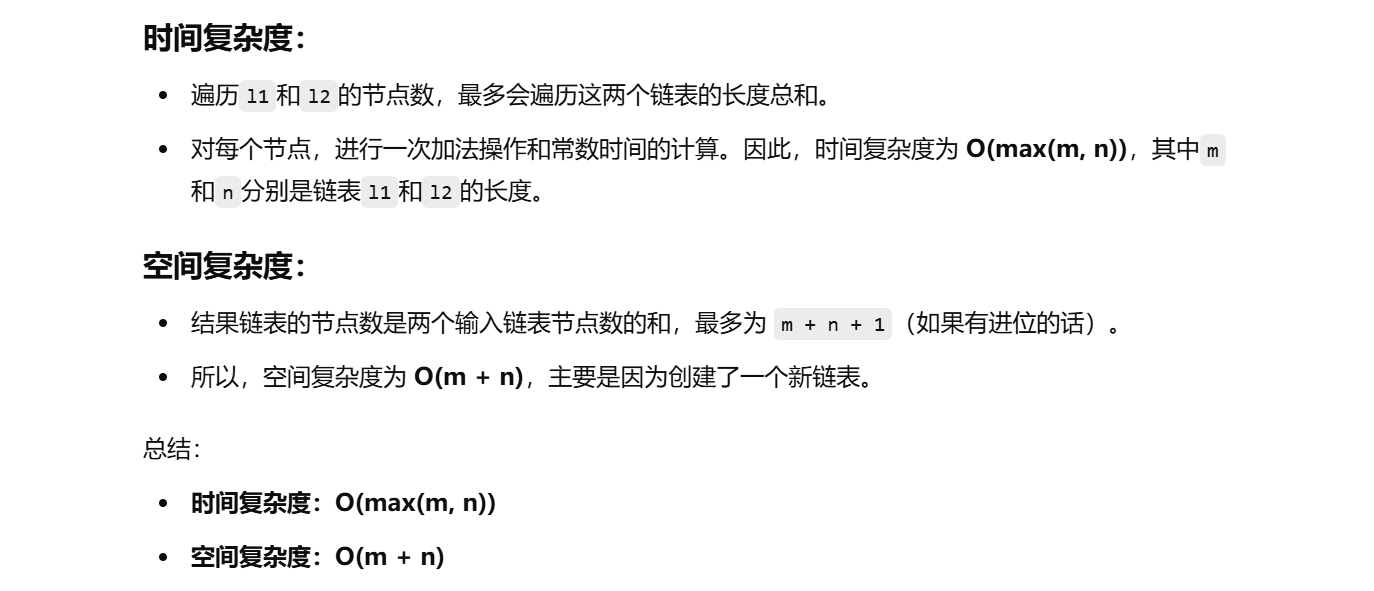 时间复杂度：
• 遍历 l1 和 l2 的节点数，最多会遍历这两个链表的长度总和。
• 对每个节点，进行一次加法操作和常数时间的计算。因此，时间复杂度为 O(max(m, n))，其中 m
和 n 分别是链表 l1 和 l2 的长度。
空间复杂度：
• 结果链表的节点数是两个输入链表节点数的和，最多为 m + n + 1（如果有进位的话）。
• 所以，空间复杂度为 O(m + n)，主要是因为创建了一个新链表。
总结：
• 时间复杂度：O(max(m, n))
• 空间复杂度：O(m + n)